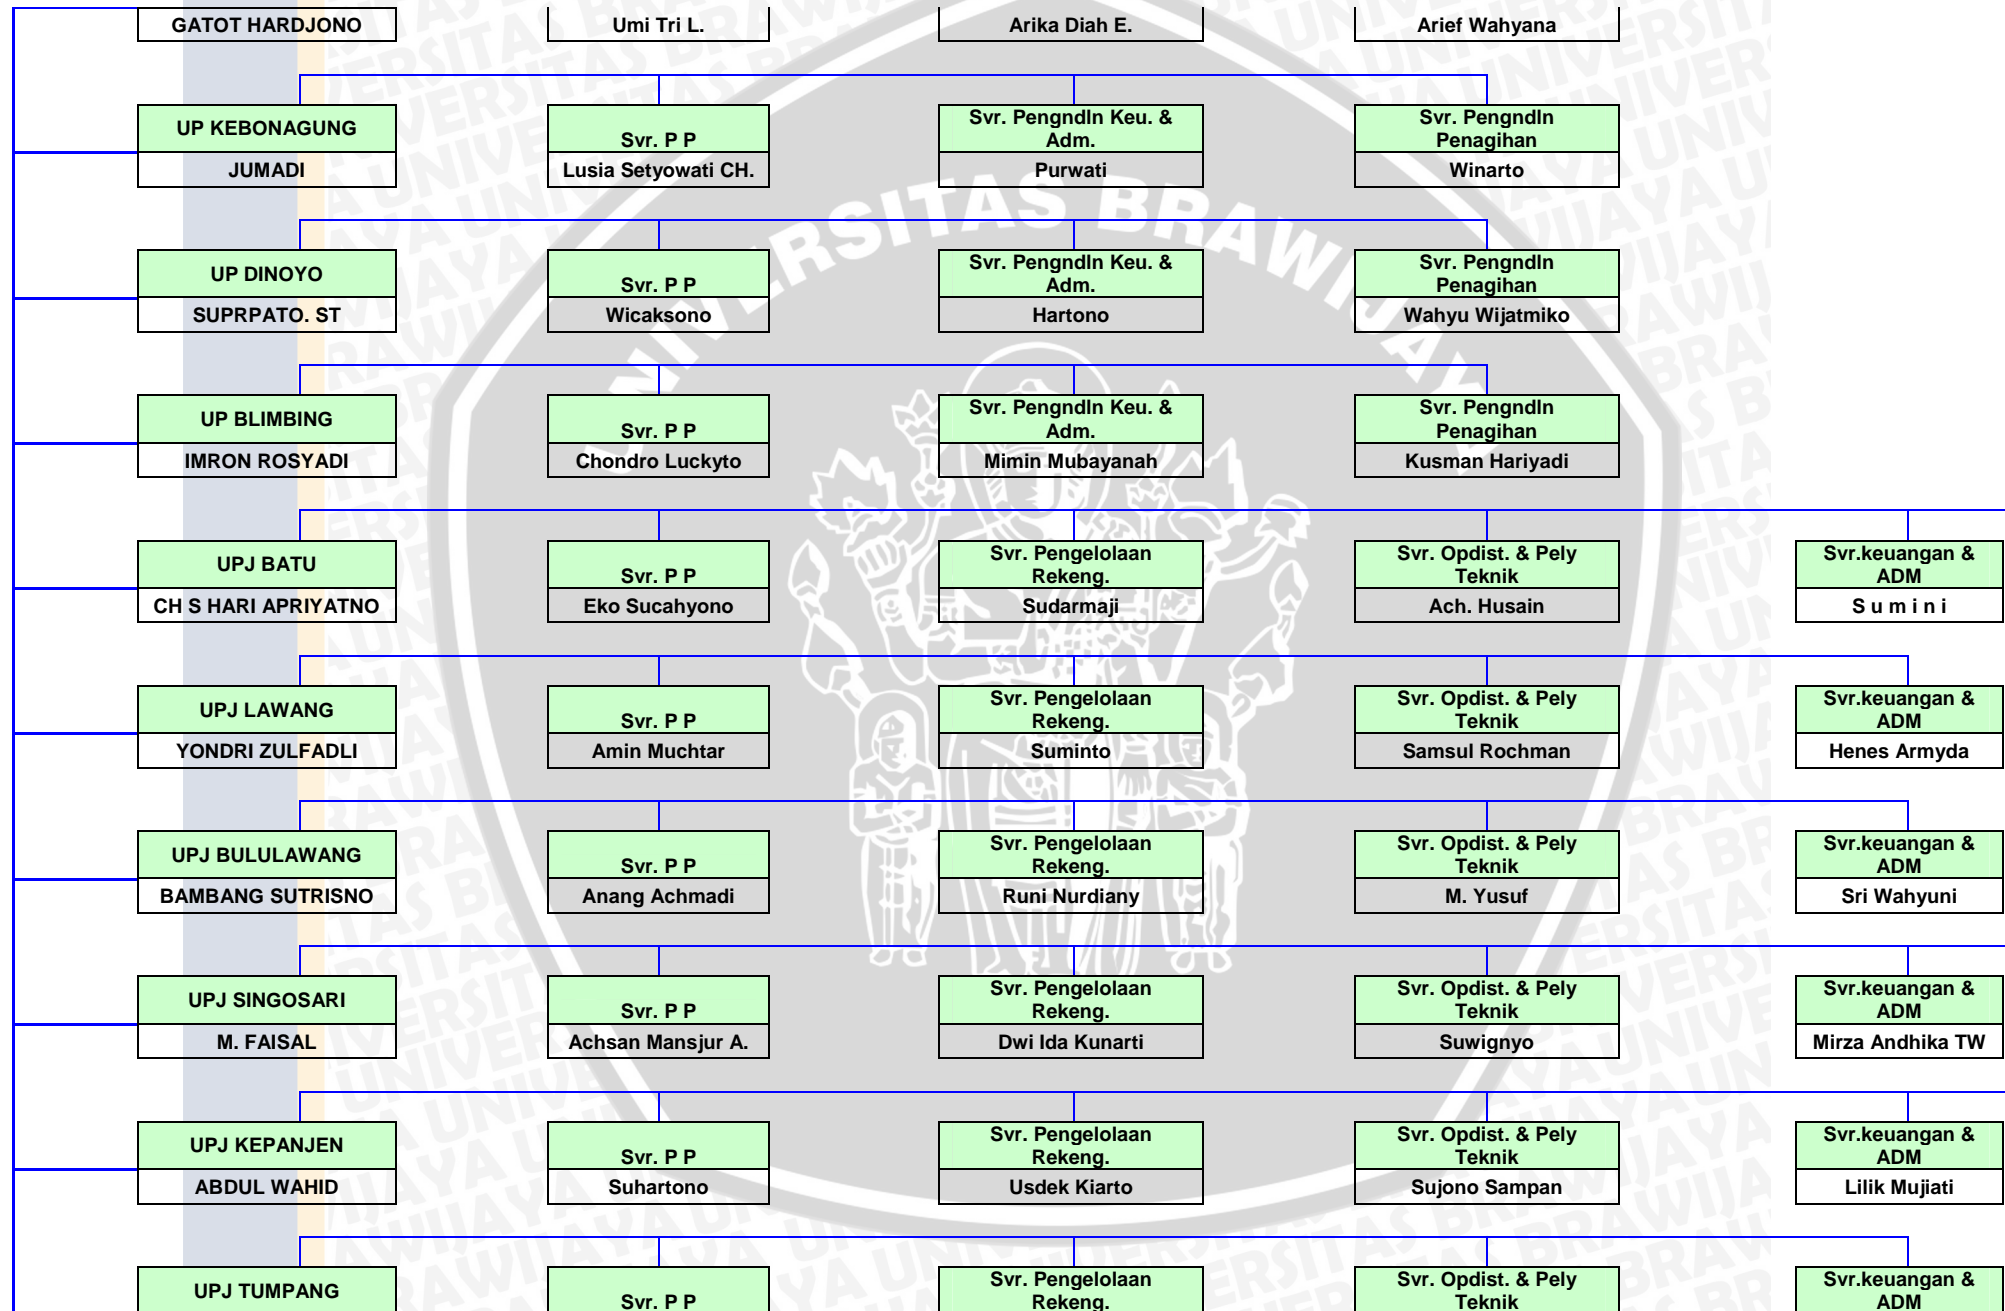 GATOT HARDJONO
Umi Tri L.
Arika Diah E.
Arief Wahyana
UP KEBONAGUNG
JUMADI
Svr. P P
Lusia Setyowati CH.
Svr. Pengndln Keu. &
Adm.
Purwati
Svr. Pengndln
Penagihan
Winarto
UP DINOYO
SUPRPATO. ST
Svr. P P
Wicaksono
Svr. Pengndln Keu. &
Adm.
Hartono
Svr. Pengndln
Penagihan
Wahyu Wijatmiko
UP BLIMBING
IMRON ROSYADI
Svr. P P
Chondro Luckyto
Svr. Pengndln Keu. &
Adm.
Mimin Mubayanah
Svr. Pengndln
Penagihan
Kusman Hariyadi
UPJ BATU
CH S HARI APRIYATNO
Svr. P P
Eko Sucahyono
Svr. Pengelolaan
Rekeng.
Sudarmaji
Svr. Opdist. & Pely
Teknik
Ach. Husain
Svr.keuangan &
ADM
S u m i n i
UPJ LAWANG
YONDRI ZULFADLI
Svr. P P
Amin Muchtar
Svr. Pengelolaan
Rekeng.
Suminto
Svr. Opdist. & Pely
Teknik
Samsul Rochman
Svr.keuangan &
ADM
Henes Armyda
UPJ BULULAWANG
BAMBANG SUTRISNO
Svr. P P
Anang Achmadi
Svr. Pengelolaan
Rekeng.
Runi Nurdiany
Svr. Opdist. & Pely
Teknik
M. Yusuf
Svr.keuangan &
ADM
Sri Wahyuni
UPJ SINGOSARI
M. FAISAL
Svr. P P
Achsan Mansjur A.
Svr. Pengelolaan
Rekeng.
Dwi Ida Kunarti
Svr. Opdist. & Pely
Teknik
Suwignyo
Svr.keuangan &
ADM
Mirza Andhika TW
UPJ KEPANJEN
ABDUL WAHID
Svr. P P
Suhartono
Svr. Pengelolaan
Rekeng.
Usdek Kiarto
Svr. Opdist. & Pely
Teknik
Sujono Sampan
Svr.keuangan &
ADM
Lilik Mujiati
UPJ TUMPANG
Svr. P P
Svr. Pengelolaan
Rekeng.
Svr. Opdist. & Pely
Teknik
Svr.keuangan &
ADM
UNIVERSITAS BRAWIJAYA